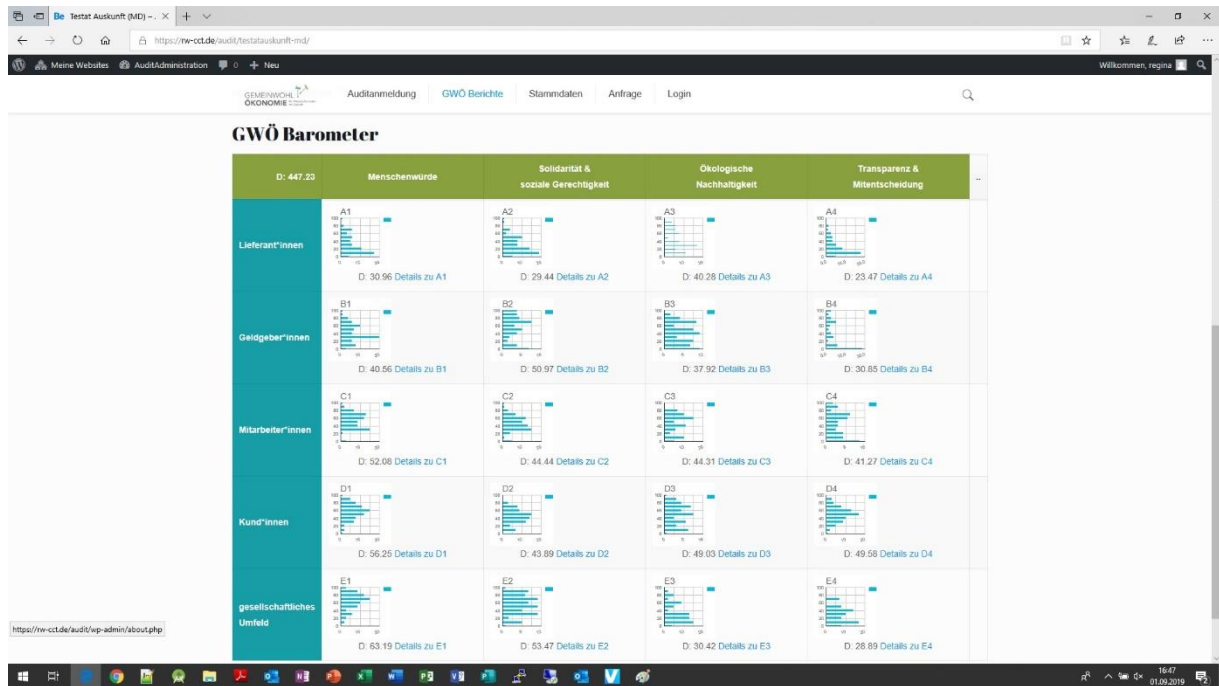 Be Testat Auskunft (MD) – .
https://rw-cct.de/audit/testatauskunft-md/
Meine Websites AuditAdministration 0 + Neu
Willkommen, regina
GEMEINWOHL
ÖKONOMIE
Auditanmeldung GWÖ Berichte Stammdaten Anfrage Login
GWÖ Barometer
D: 447.23 Menschenwürde Solidarität & soziale Gerechtigkeit Ökologische Nachhaltigkeit Transparenz & Mitentscheidung ..
A1 A2 A3 A4
Lieferant*innen
D: 30.96 Details zu A1 D: 29.44 Details zu A2 D: 40.28 Details zu A3 D: 23.47 Details zu A4
B1 B2 B3 B4
Geldgeber*innen
D: 40.56 Details zu B1 D: 50.97 Details zu B2 D: 37.92 Details zu B3 D: 30.85 Details zu B4
C1 C2 C3 C4
Mitarbeiter*innen
D: 52.08 Details zu C1 D: 44.44 Details zu C2 D: 44.31 Details zu C3 D: 41.27 Details zu C4
D1 D2 D3 D4
Kund*innen
D: 56.25 Details zu D1 D: 43.89 Details zu D2 D: 49.03 Details zu D3 D: 49.58 Details zu D4
E1 E2 E3 E4
gesellschaftliches
Umfeld
D: 63.19 Details zu E1 D: 53.47 Details zu E2 D: 30.42 Details zu E3 D: 28.89 Details zu E4
https://rw-cct.de/audit/wp-admin/about.php
16:47
01.09.2019